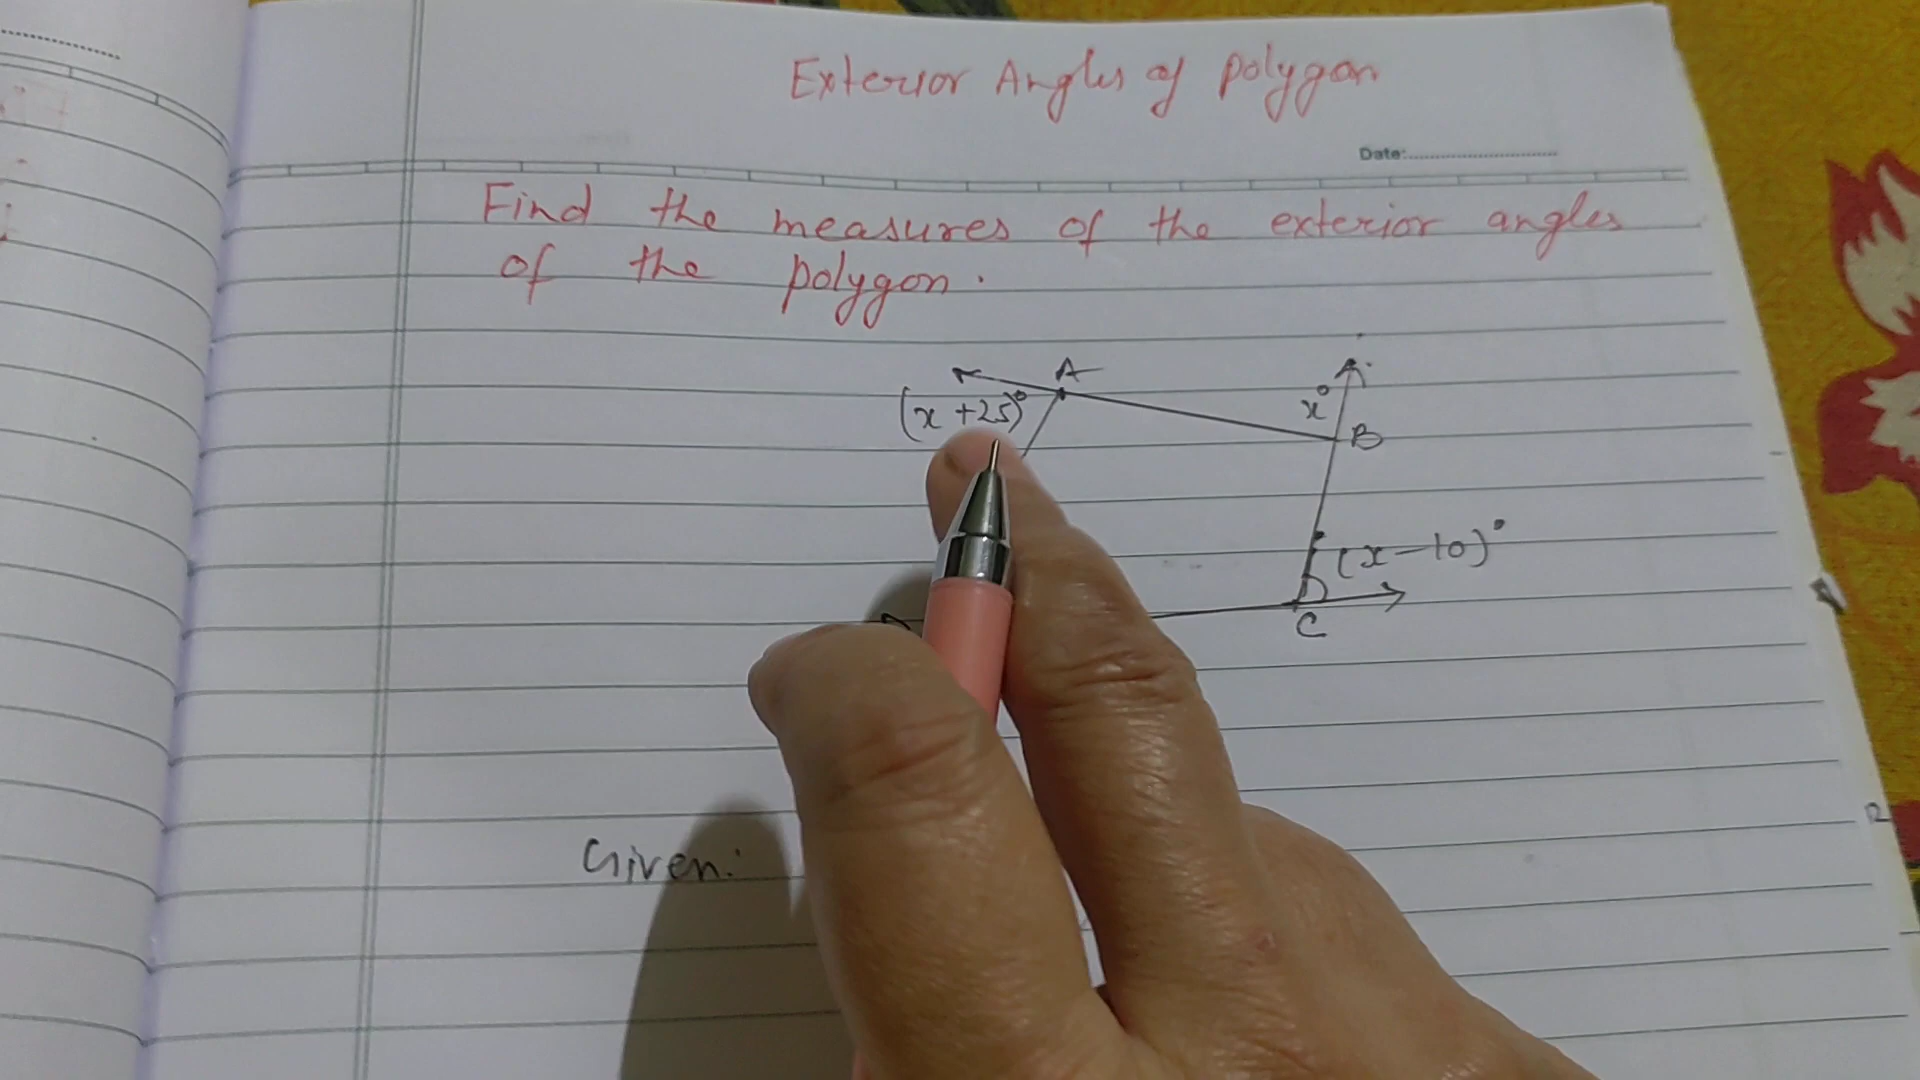 Exterior Angles of polygon
Date:
Find the measures of the exterior angles
of the polygon.
A
(x +25)°
x°
B
(x-10)°
C
Given: